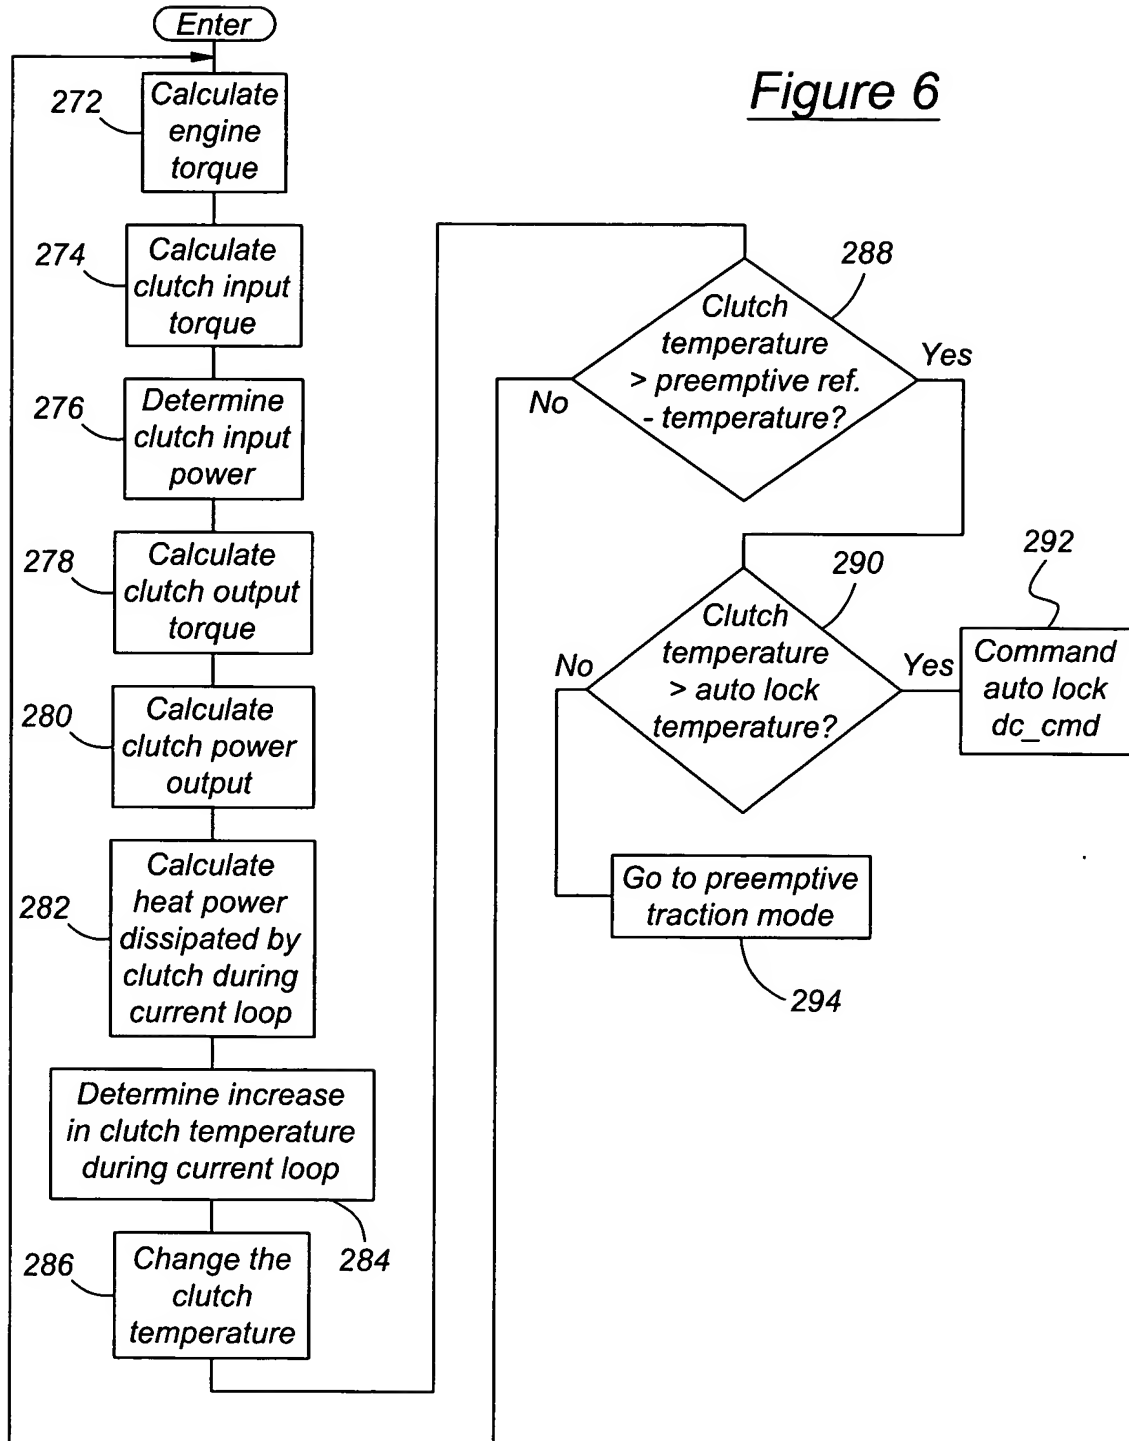 Enter
Figure 6
272
Calculate
engine
torque
274
Calculate
clutch input
torque
276
Determine
clutch input
power
278
Calculate
clutch output
torque
280
Calculate
clutch power
output
282
Calculate
heat power
dissipated by
clutch during
current loop
Determine increase
in clutch temperature
during current loop
284
286
Change the
clutch
temperature
288
Clutch
temperature
> preemptive ref.
- temperature?
No
Yes
290
Clutch
temperature
> auto lock
temperature?
No
Yes
292
Command
auto lock
dc_cmd
Go to preemptive
traction mode
294